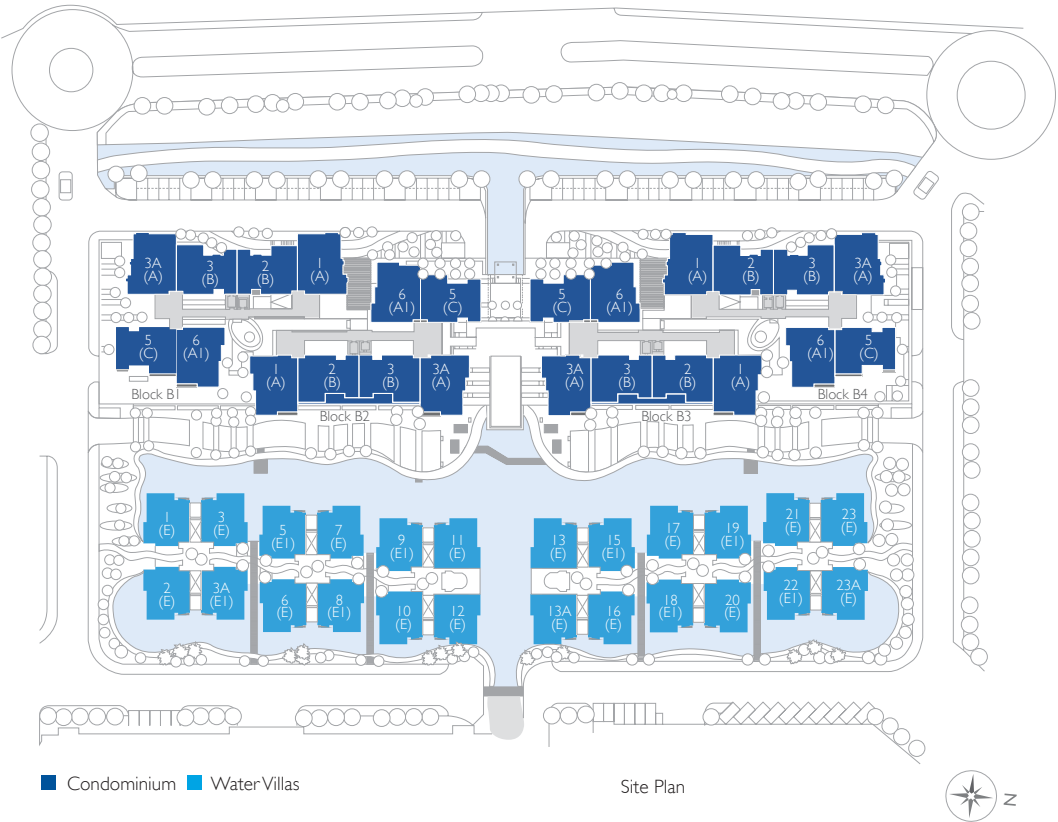 3A
(A)
3
(B)
2
(B)
1
(A)
6
(A1)
5
(C)
5
(C)
6
(A1)
1
(A)
2
(B)
3
(B)
3A
(A)
5
(C)
6
(A1)
1
(A)
2
(B)
3
(B)
3A
(A)
3A
(A)
3
(B)
2
(B)
1
(A)
6
(A1)
5
(C)
Block B1
Block B2
Block B3
Block B4
1
(E)
3
(E)
5
(E1)
7
(E)
9
(E1)
11
(E)
13
(E)
15
(E1)
17
(E)
19
(E1)
21
(E)
23
(E)
2
(E)
3A
(E1)
6
(E)
8
(E1)
10
(E)
12
(E)
13A
(E1)
16
(E)
18
(E1)
20
(E)
22
(E1)
23A
(E)
Condominium
Water Villas
Site Plan
N